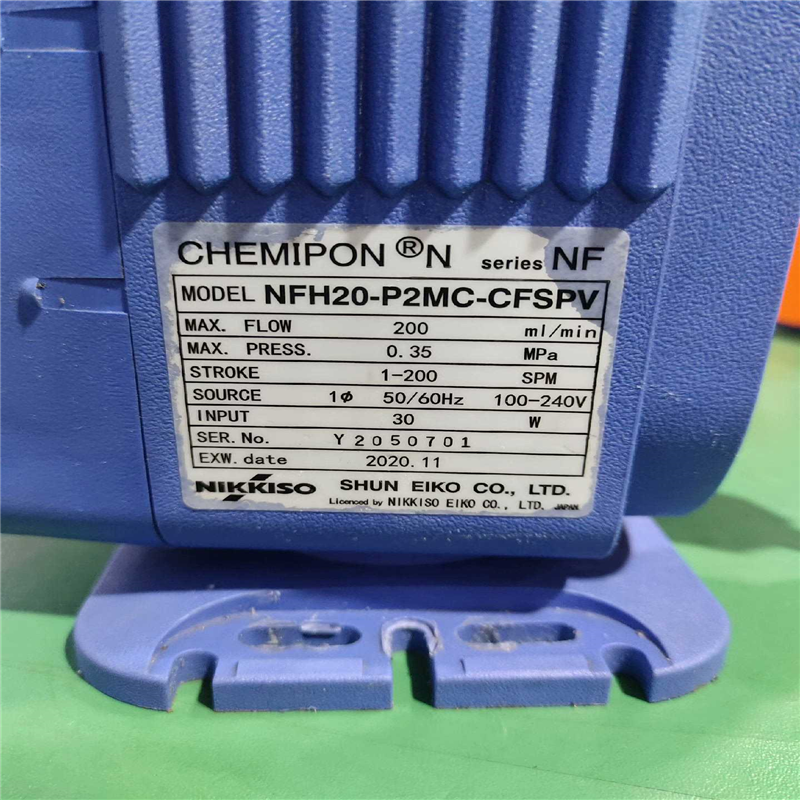 CHEMIPON ®N series NF
MODEL NFH20-P2MC-CFSPV
MAX. FLOW 200 ml/min
MAX. PRESS. 0.35 MPa
STROKE 1-200 SPM
SOURCE 1ϕ 50/60Hz 100-240V
INPUT 30 W
SER.No. Y2050701
EXW.date 2020.11
NIKKISO SHUN EIKO CO., LTD.
Licenced by NIKKISO EIKO CO., LTD. JAPAN